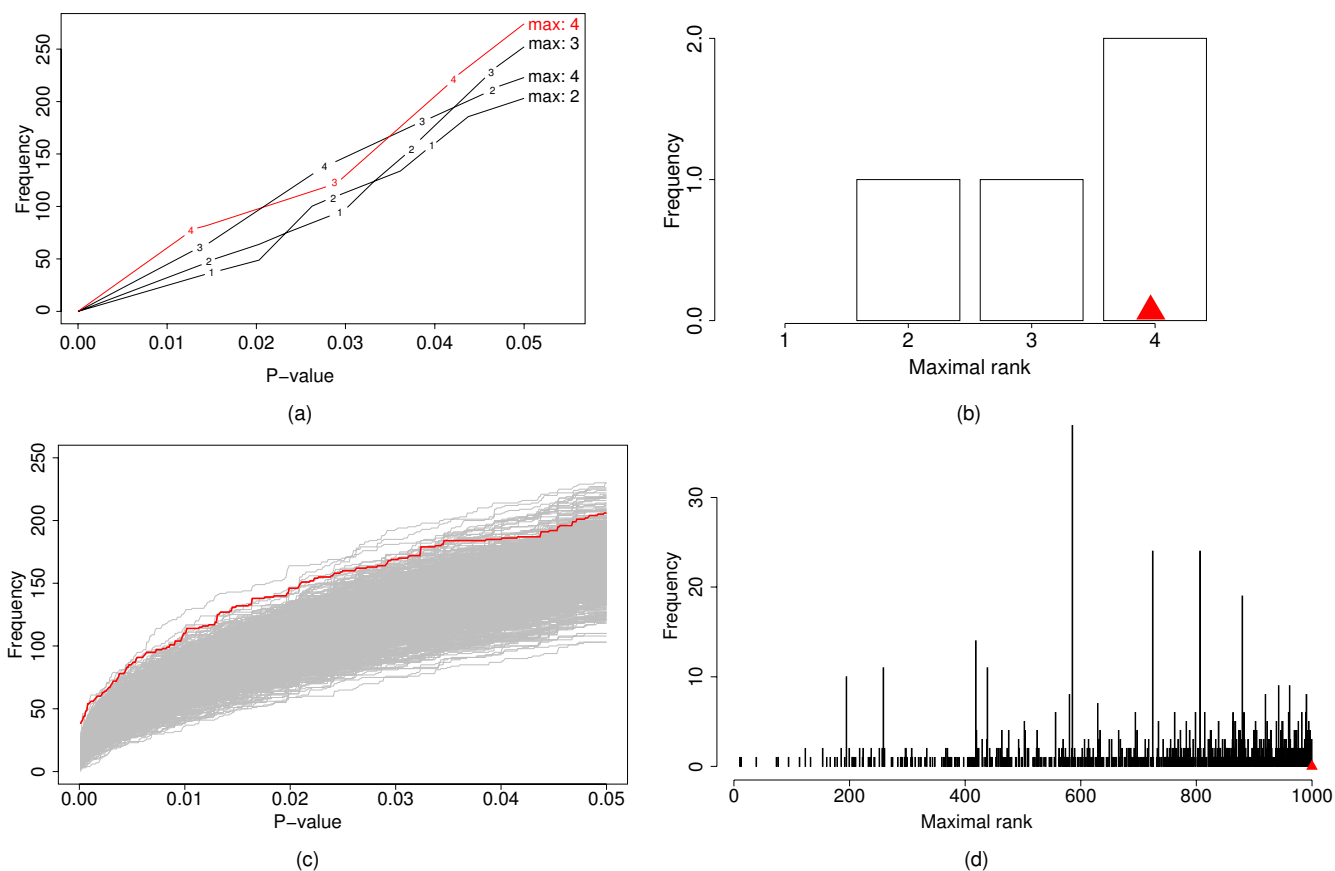 max: 4
max: 3
max: 4
max: 2
250
200
150
100
50
0
Frequency
4
3
4
3
2
3
4
3
2
2
1
3
2
1
2
1
0.00 0.01 0.02 0.03 0.04 0.05
P−value
(a)
2.0
1.0
0.0
Frequency
1 2 3 4
Maximal rank
(b)
250
200
150
100
50
0
Frequency
0.00 0.01 0.02 0.03 0.04 0.05
P−value
(c)
30
20
10
0
Frequency
0 200 400 600 800 1000
Maximal rank
(d)